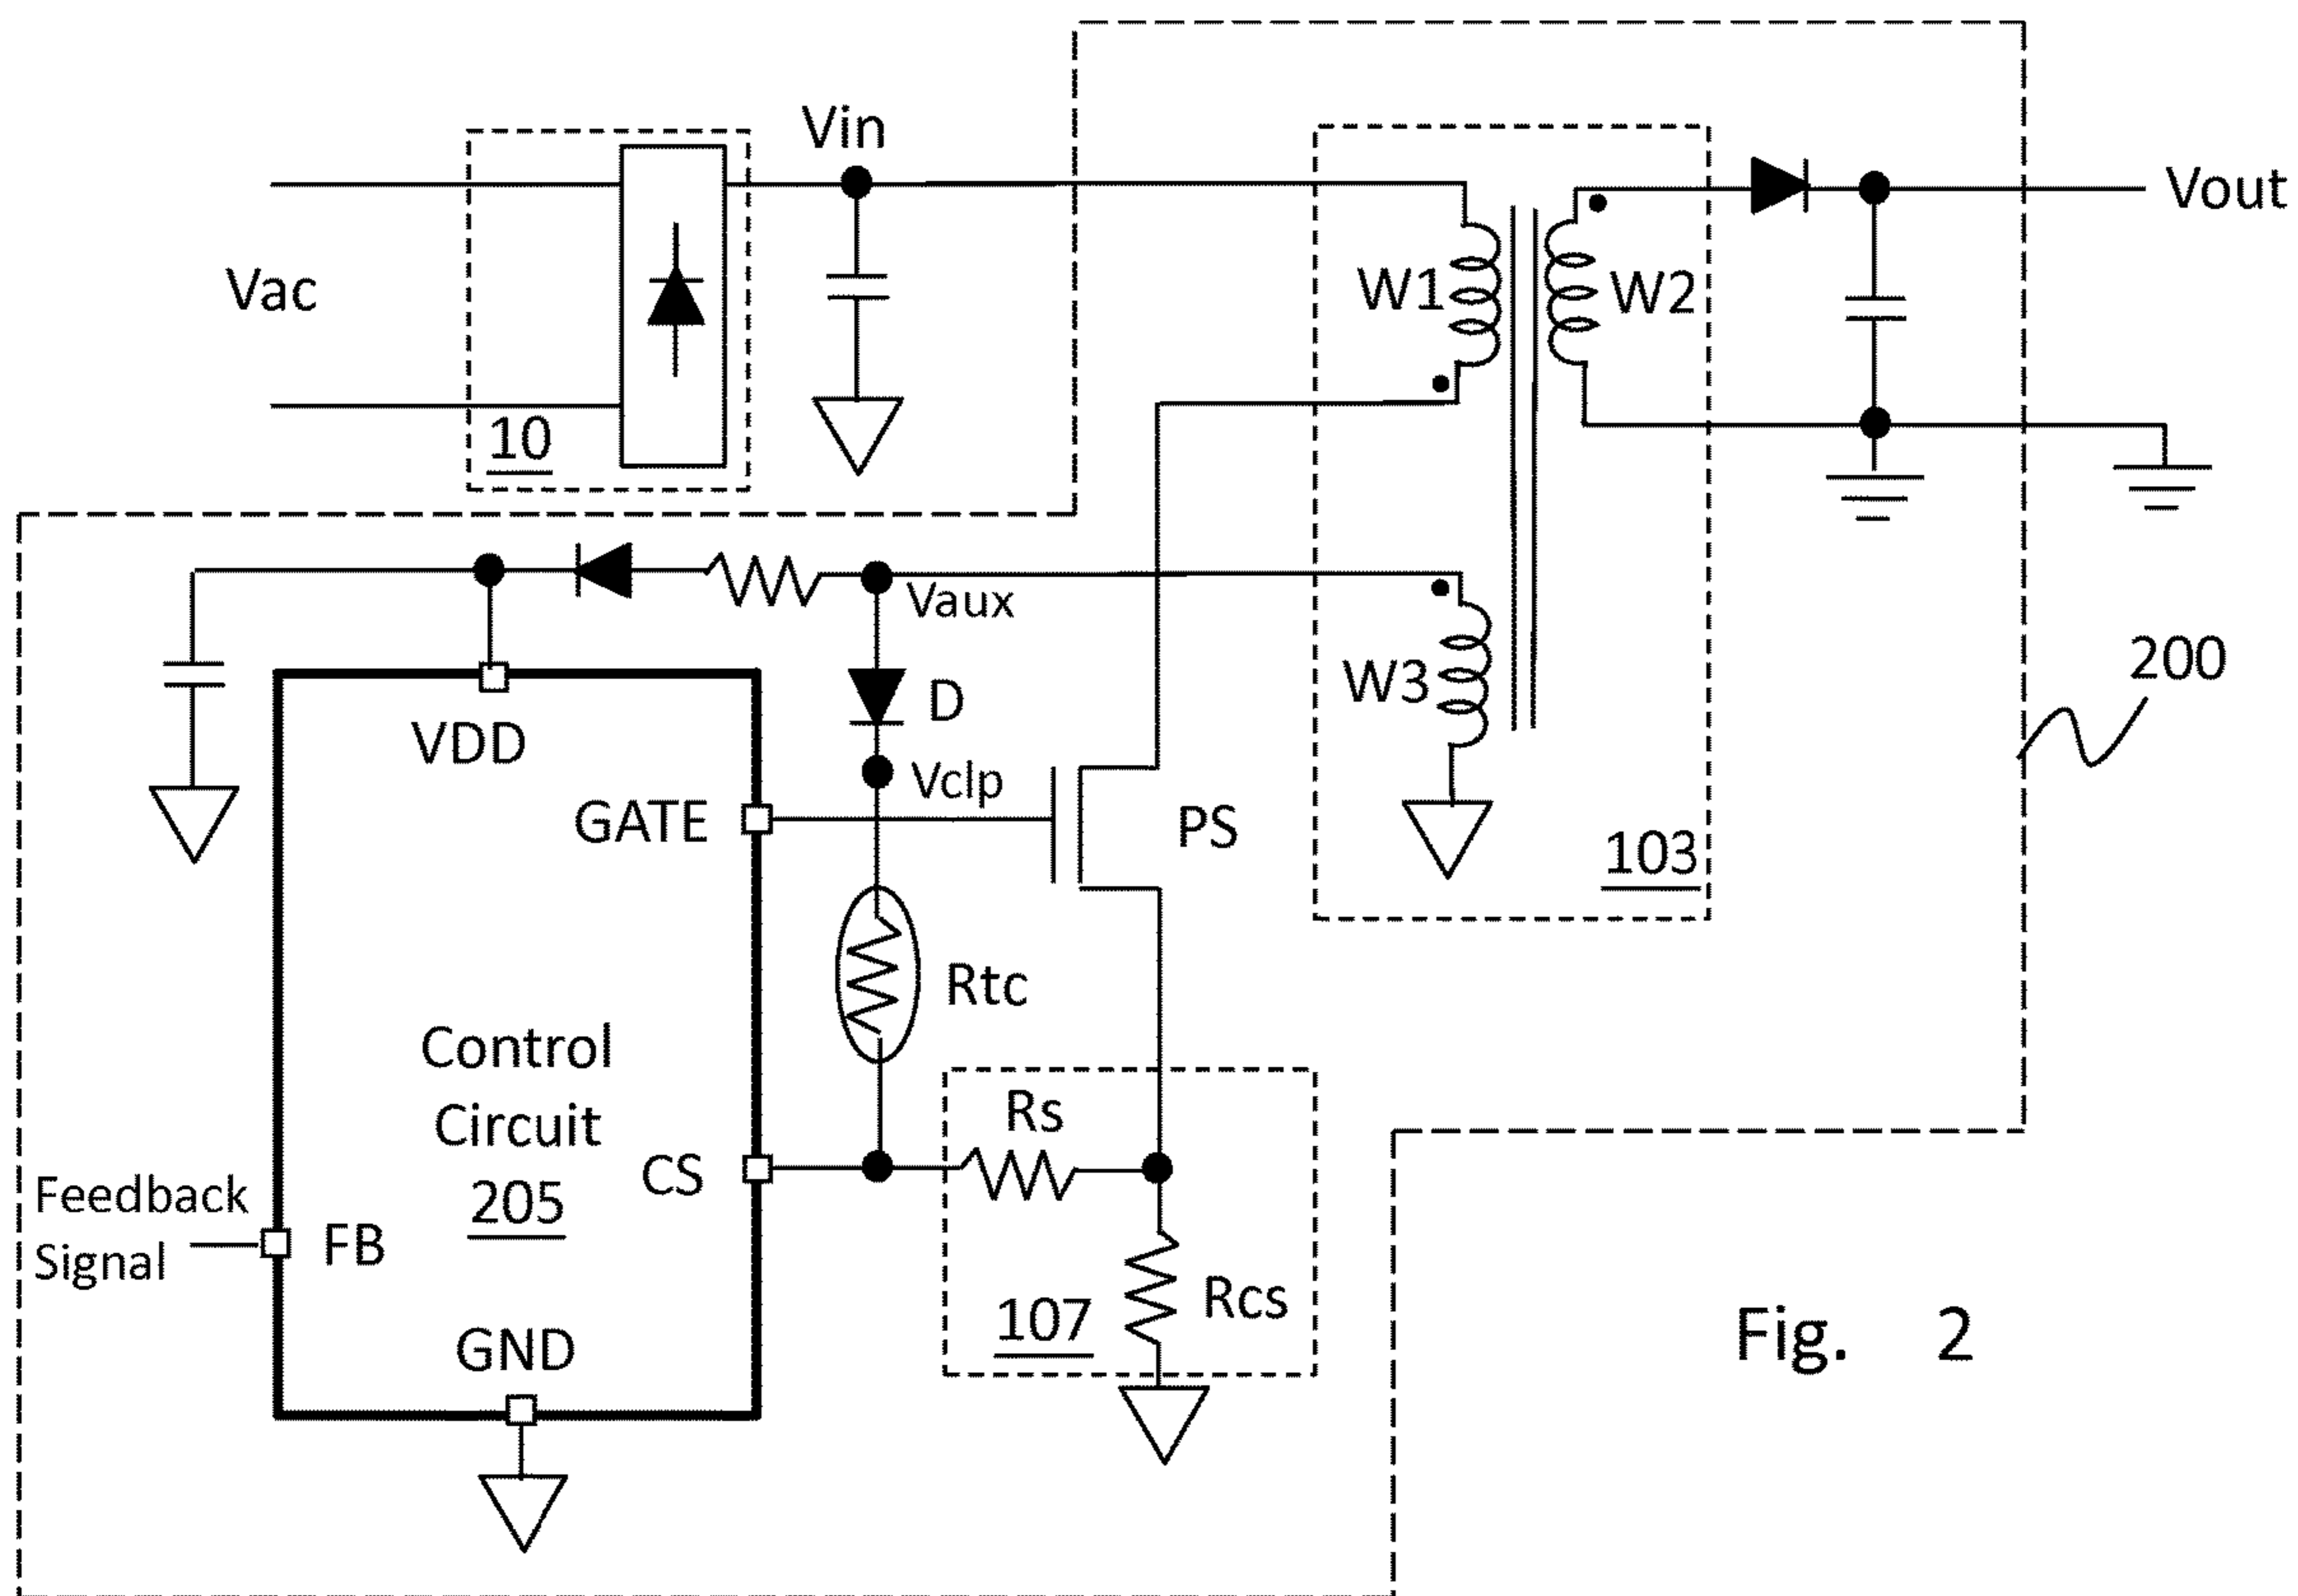 Vin
Vout
Vac
W1
W2
10
Vaux
W3
200
D
VDD
Vclp
GATE
PS
103
Rtc
Control
Circuit
205
Rs
CS
Feedback
Signal
FB
Rcs
107
GND
Fig. 2